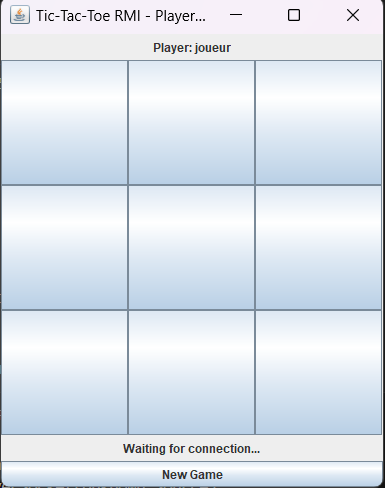 Tic-Tac-Toe RMI - Player...
Player: joueur
Waiting for connection...
New Game